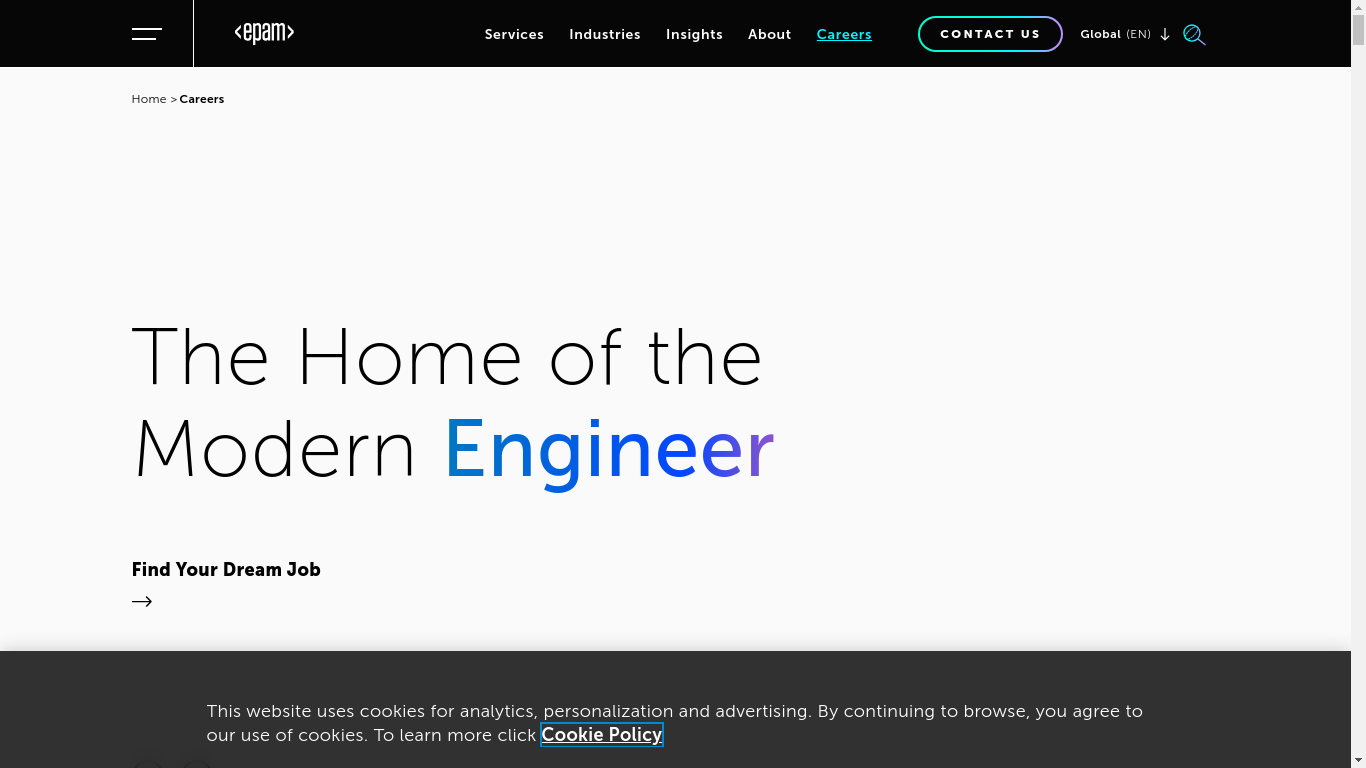 <epam>
Services Industries Insights About Careers
CONTACT US
Global (EN)
Home > Careers
The Home of the
Modern Engineer
Find Your Dream Job
This website uses cookies for analytics, personalization and advertising. By continuing to browse, you agree to
our use of cookies. To learn more click Cookie Policy